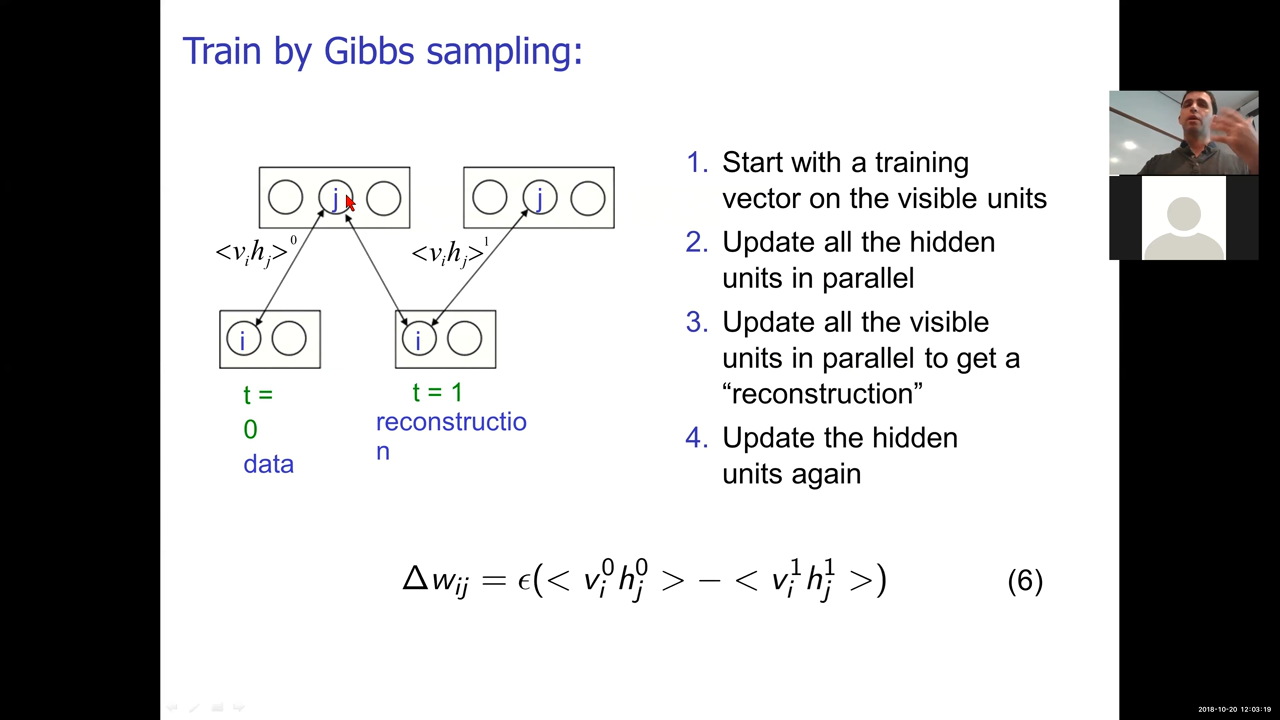 Train by Gibbs sampling:
j
j
<v_i h_j>^0
<v_i h_j>^1
i
i
t =
0
data
t = 1
reconstructio
n
1. Start with a training
vector on the visible units
2. Update all the hidden
units in parallel
3. Update all the visible
units in parallel to get a
“reconstruction”
4. Update the hidden
units again
Δw_ij = ϵ(< v_i^0 h_j^0 > − < v_i^1 h_j^1 >) (6)
2018-10-20 12:03:19